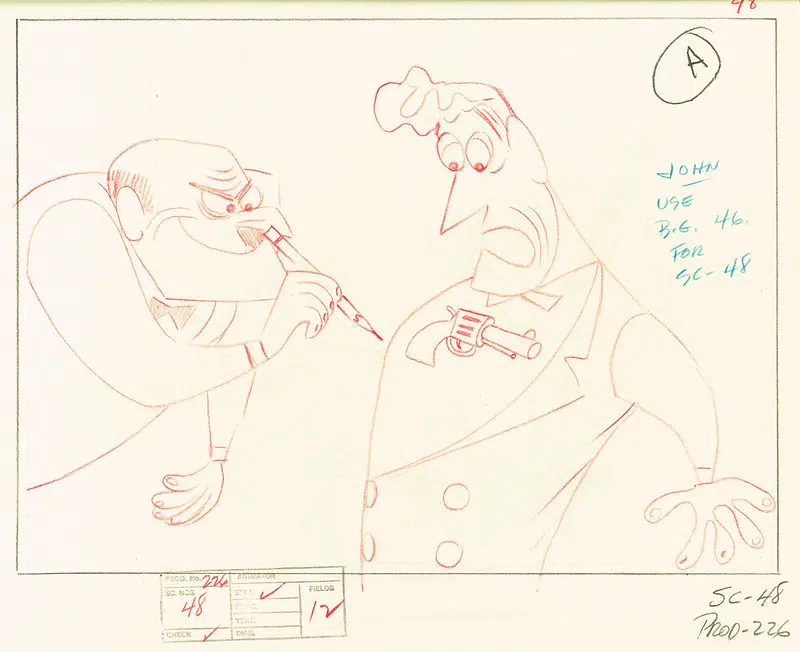 48
A
JOHN
USE
B.G. 46.
FOR
SC-48
PROD. NO. 226
ANIMATOR
SC. NOS.
48
FIELDS
12
CHECK
SC-48
PROD-226